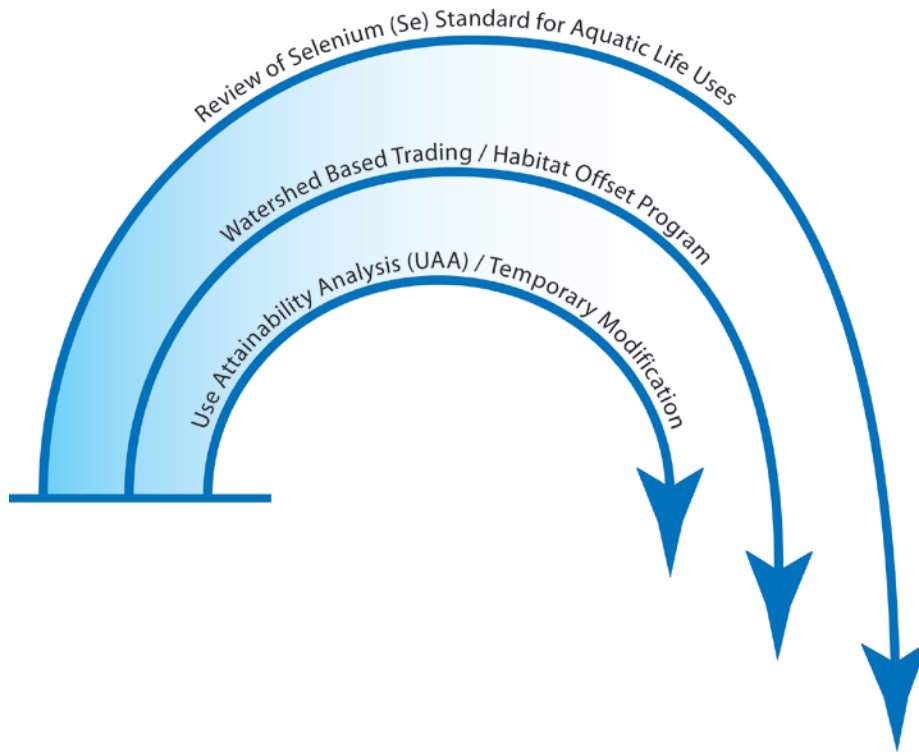 Review of Selenium (Se) Standard for Aquatic Life Uses
Watershed Based Trading / Habitat Offset Program
Use Attainability Analysis (UAA) / Temporary Modification